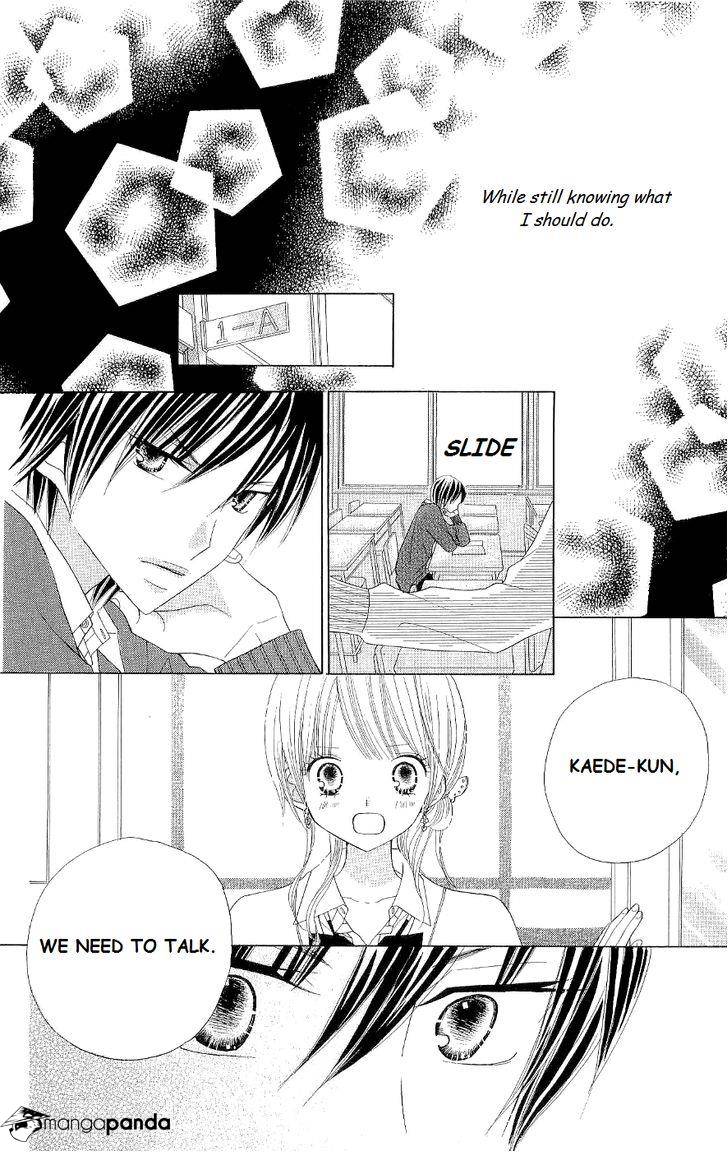 While still knowing what
I should do.
1-A
SLIDE
KAEDE-KUN,
WE NEED TO TALK.
mangapanda